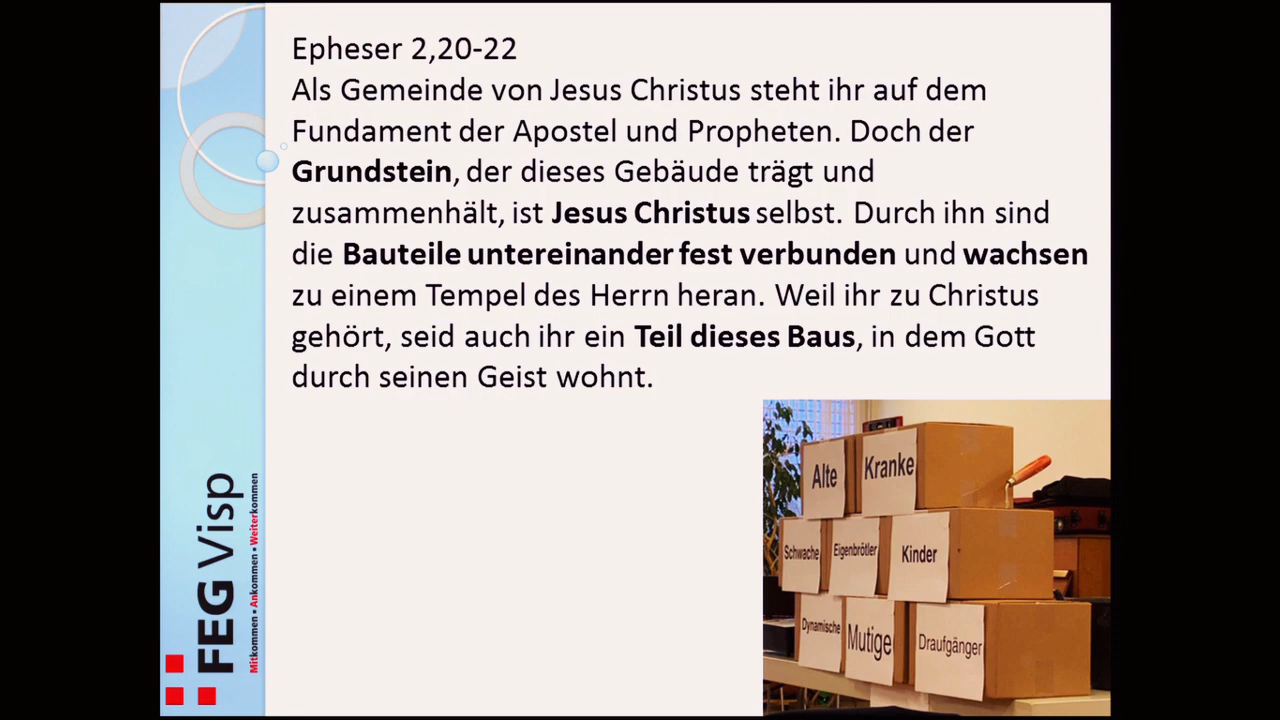 Epheser 2,20-22
Als Gemeinde von Jesus Christus steht ihr auf dem
Fundament der Apostel und Propheten. Doch der
Grundstein, der dieses Gebäude trägt und
zusammenhält, ist Jesus Christus selbst. Durch ihn sind
die Bauteile untereinander fest verbunden und wachsen
zu einem Tempel des Herrn heran. Weil ihr zu Christus
gehört, seid auch ihr ein Teil dieses Baus, in dem Gott
durch seinen Geist wohnt.
FEG Visp
Mitkommen • Ankommen • Weiterkommen
Alte
Kranke
Schwache
Eigenbrötler
Kinder
Dynamische
Mutige
Draufgänger